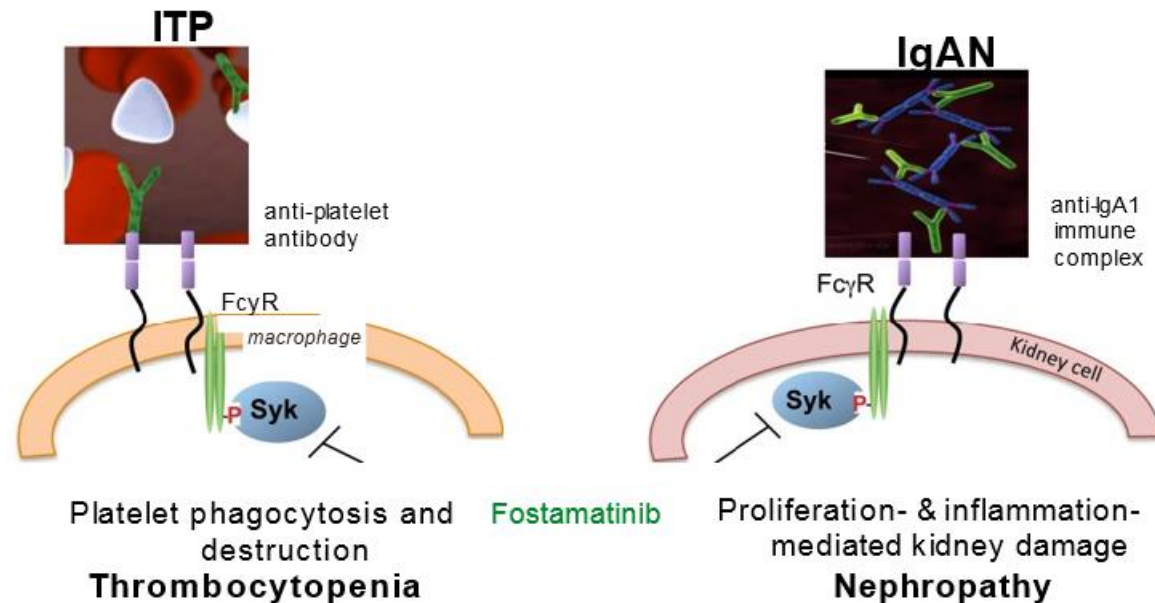 ITP
anti-platelet
antibody
FcγR
macrophage
-P
Syk
Platelet phagocytosis and
destruction
Thrombocytopenia
Fostamatinib
IgAN
anti-IgA1
immune
complex
FcγR
Kidney cell
Syk
P-
Proliferation- & inflammation-
mediated kidney damage
Nephropathy